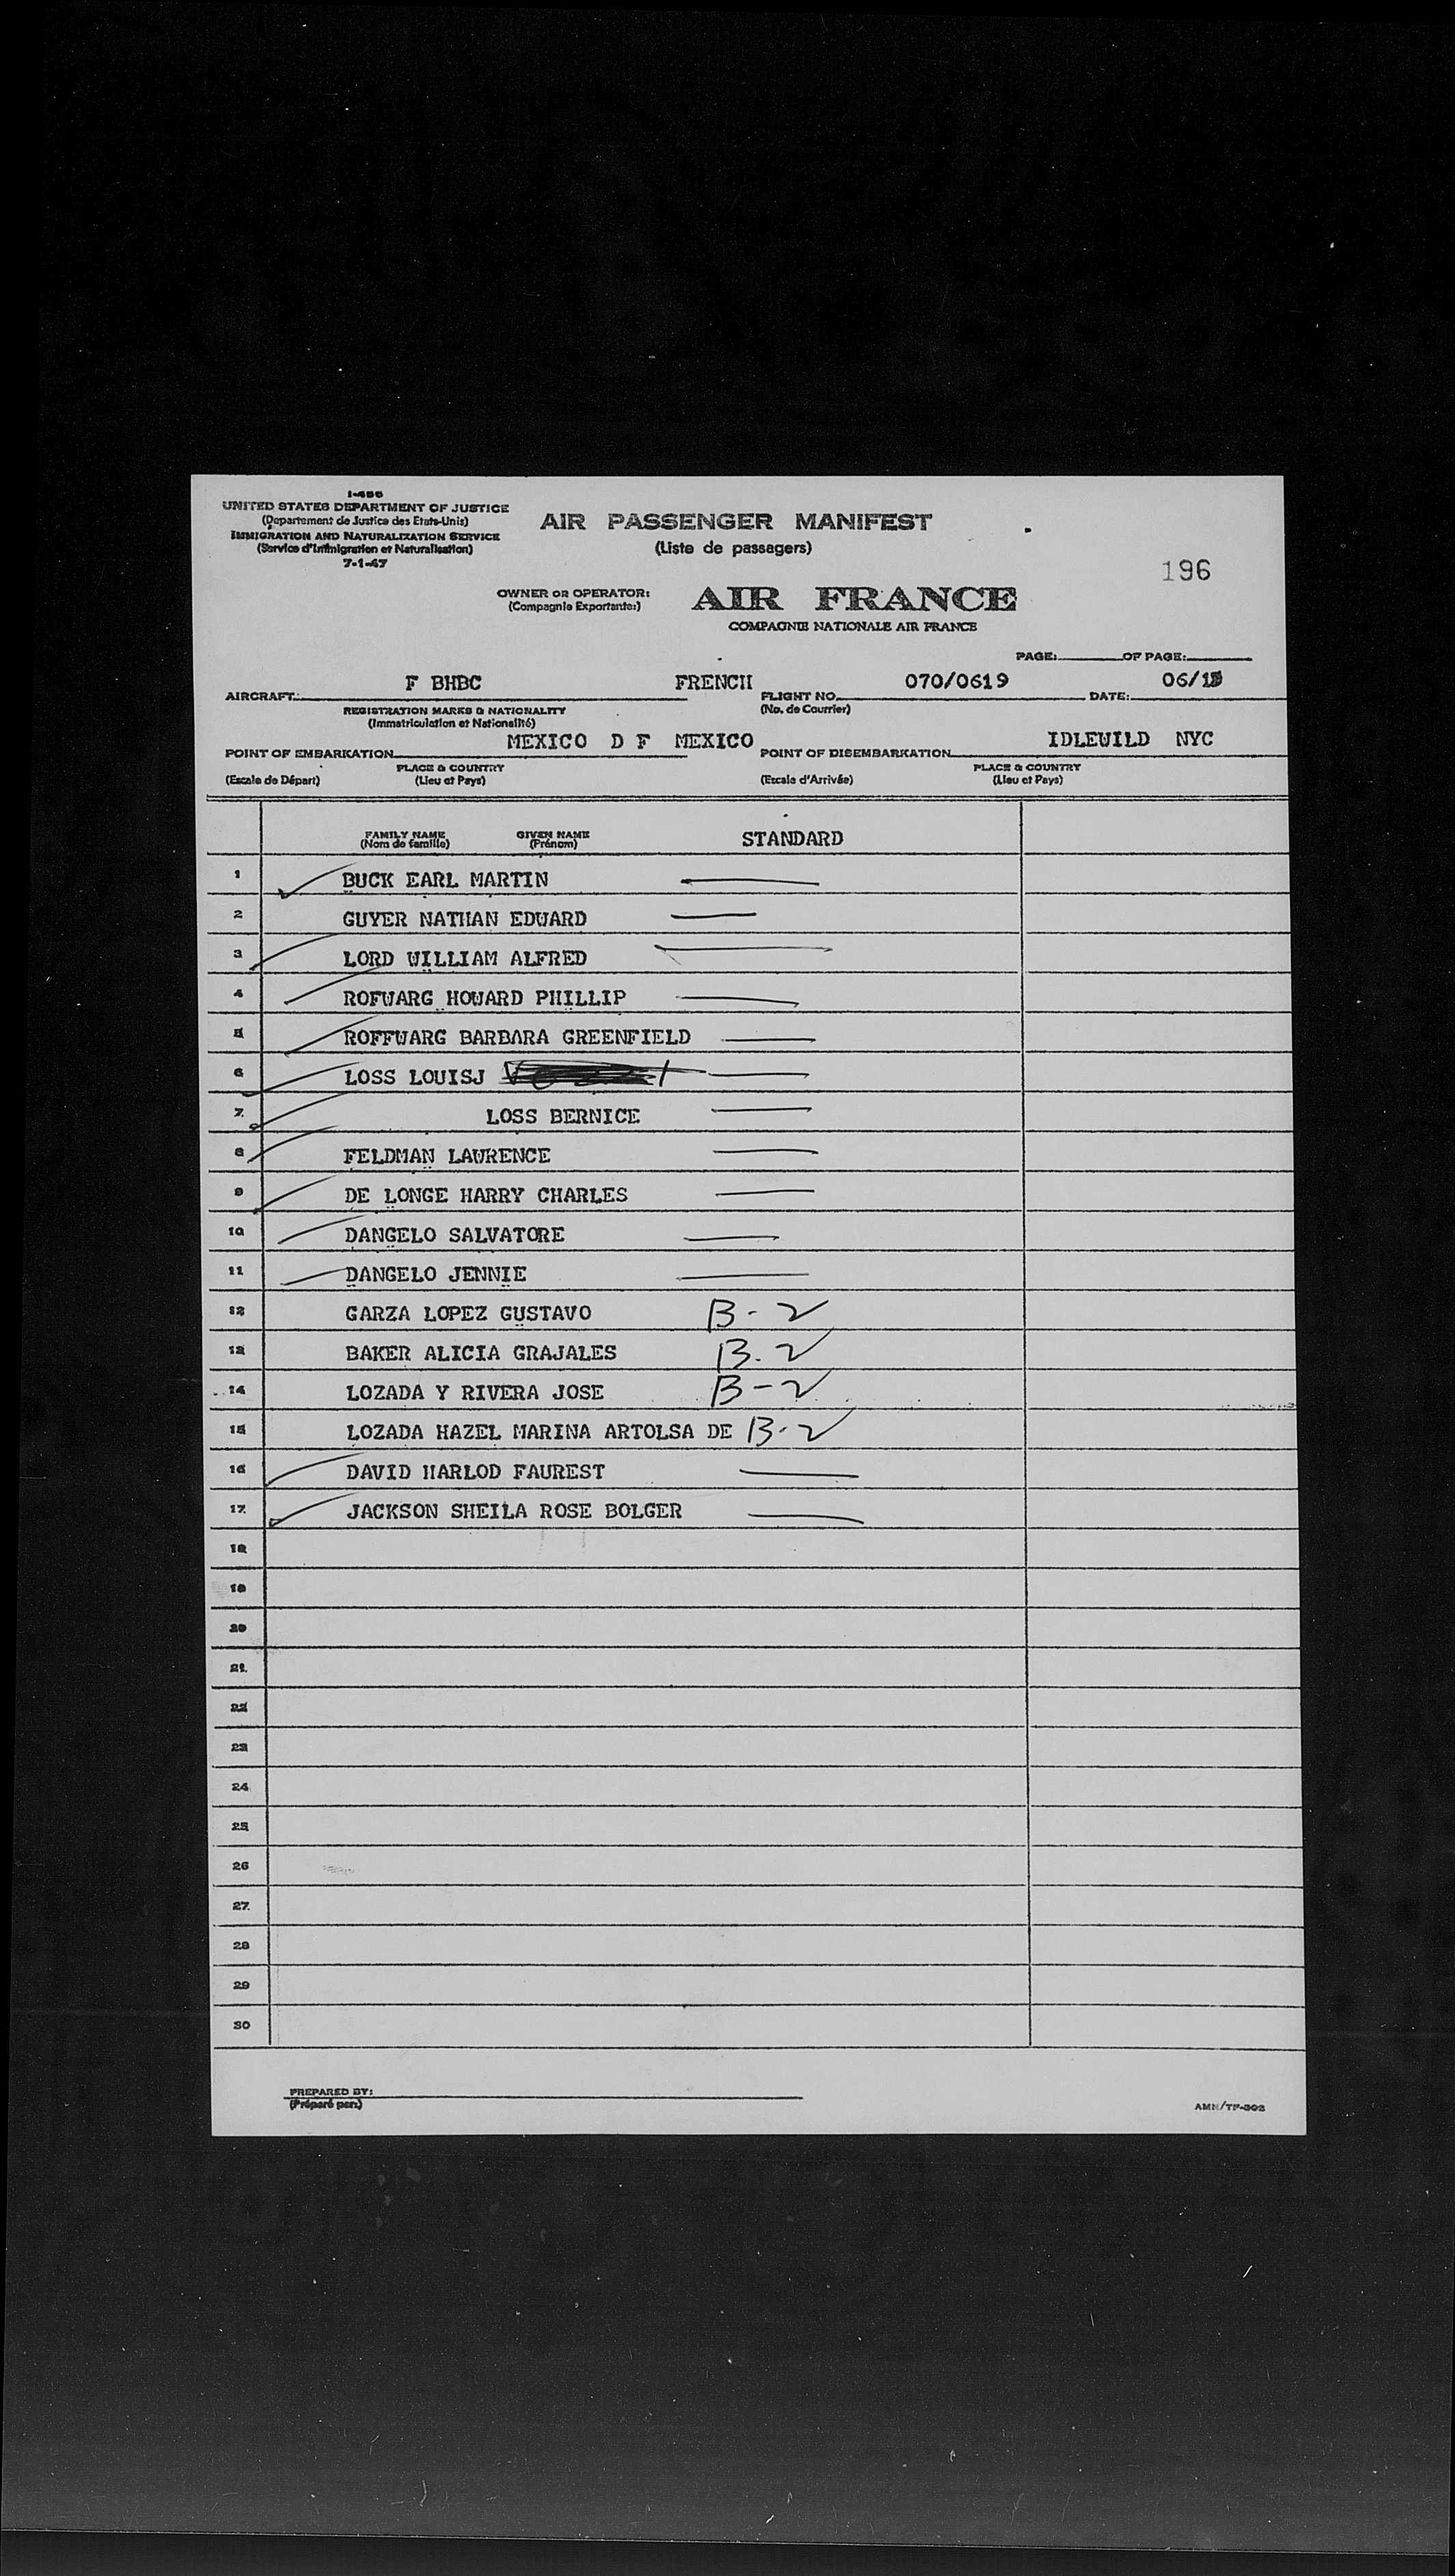 I-466
UNITED STATES DEPARTMENT OF JUSTICE
(Departement de Justice des Etats-Unis)
IMMIGRATION AND NATURALIZATION SERVICE
(Service d'Immigration et Naturalisation)
7-1-47
AIR PASSENGER MANIFEST
(Liste de passagers)
196
OWNER OR OPERATOR: AIR FRANCE
(Compagnie Exportante:)
COMPAGNIE NATIONALE AIR FRANCE
PAGE: OF PAGE:
AIRCRAFT: F BHBC FRENCH FLIGHT NO. 070/0619 DATE: 06/
REGISTRATION MARKS & NATIONALITY (No. de Courrier)
(Immatriculation et Nationalité)
POINT OF EMBARKATION MEXICO D F MEXICO POINT OF DISEMBARKATION IDLEWILD NYC
PLACE & COUNTRY PLACE & COUNTRY
(Escale de Départ) (Lieu et Pays) (Escale d'Arrivée) (Lieu et Pays)
FAMILY NAME GIVEN NAME STANDARD
(Nom de famille) (Prénom)
1 BUCK EARL MARTIN
2 GUYER NATHAN EDWARD
3 LORD WILLIAM ALFRED
4 ROFWARG HOWARD PHILLIP
5 ROFFWARG BARBARA GREENFIELD
6 LOSS LOUISJ
7. LOSS BERNICE
8 FELDMAN LAWRENCE
9 DE LONGE HARRY CHARLES
10 DANGELO SALVATORE
11 DANGELO JENNIE
12 GARZA LOPEZ GUSTAVO B-2
13 BAKER ALICIA GRAJALES B-2
14 LOZADA Y RIVERA JOSE B-2
15 LOZADA HAZEL MARINA ARTOLSA DE B-2
16 DAVID HARLOD FAUREST
17. JACKSON SHEILA ROSE BOLGER
18
19
20
21.
22
23
24
25
26
27.
28
29
30
PREPARED BY:
(Préparé par:)
AMN/TF-302